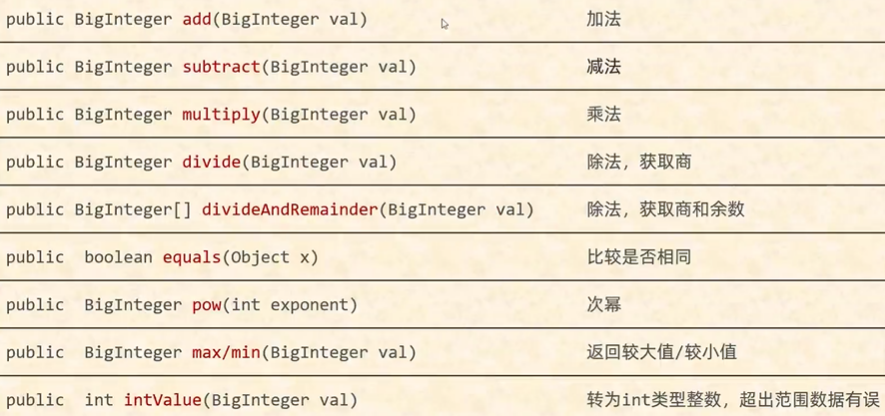 public BigInteger add(BigInteger val) 加法
public BigInteger subtract(BigInteger val) 减法
public BigInteger multiply(BigInteger val) 乘法
public BigInteger divide(BigInteger val) 除法，获取商
public BigInteger[] divideAndRemainder(BigInteger val) 除法，获取商和余数
public boolean equals(Object x) 比较是否相同
public BigInteger pow(int exponent) 次幂
public BigInteger max/min(BigInteger val) 返回较大值/较小值
public int intValue(BigInteger val) 转为int类型整数，超出范围数据有误